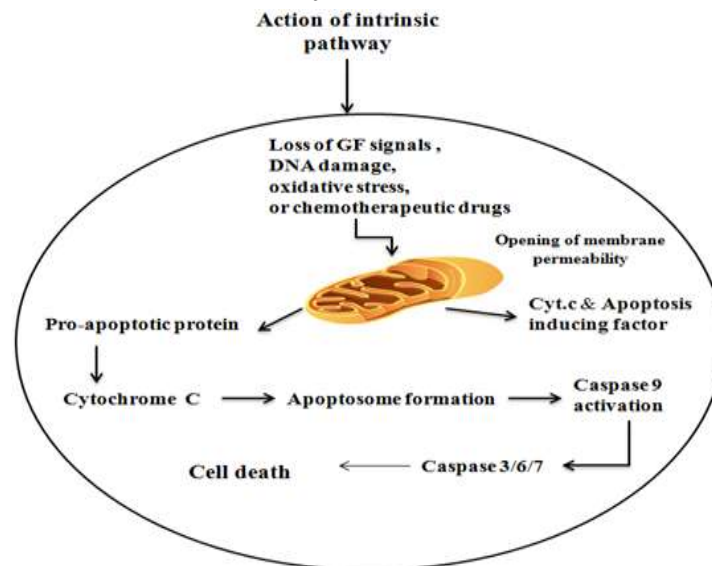 Action of intrinsic
pathway
Loss of GF signals ,
DNA damage,
oxidative stress,
or chemotherapeutic drugs
Opening of membrane
permeability
Pro-apoptotic protein
Cyt.c & Apoptosis
inducing factor
Cytochrome C
Apoptosome formation
Caspase 9
activation
Cell death
Caspase 3/6/7